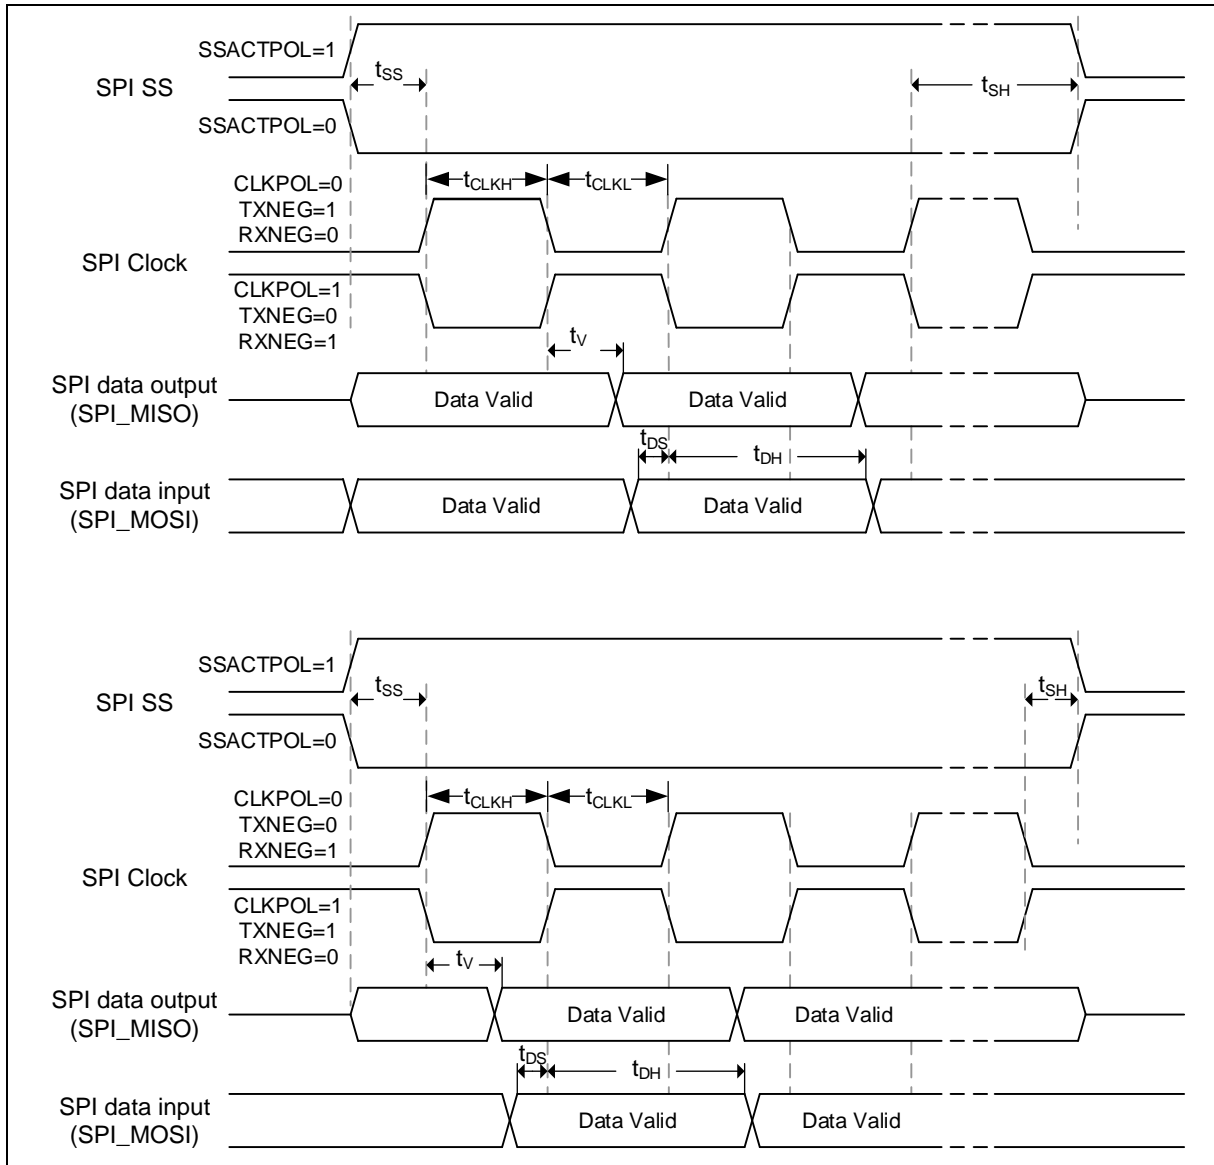 SSACTPOL=1
SPI SS
tSS
tSH
SSACTPOL=0
CLKPOL=0
TXNEG=1
RXNEG=0
tCLKH
tCLKL
SPI Clock
CLKPOL=1
TXNEG=0
RXNEG=1
tV
SPI data output
(SPI_MISO)
Data Valid
Data Valid
tDS
tDH
SPI data input
(SPI_MOSI)
Data Valid
Data Valid
SSACTPOL=1
SPI SS
tSS
tSH
SSACTPOL=0
CLKPOL=0
TXNEG=0
RXNEG=1
tCLKH
tCLKL
SPI Clock
CLKPOL=1
TXNEG=1
RXNEG=0
tV
SPI data output
(SPI_MISO)
Data Valid
Data Valid
tDS
tDH
SPI data input
(SPI_MOSI)
Data Valid
Data Valid